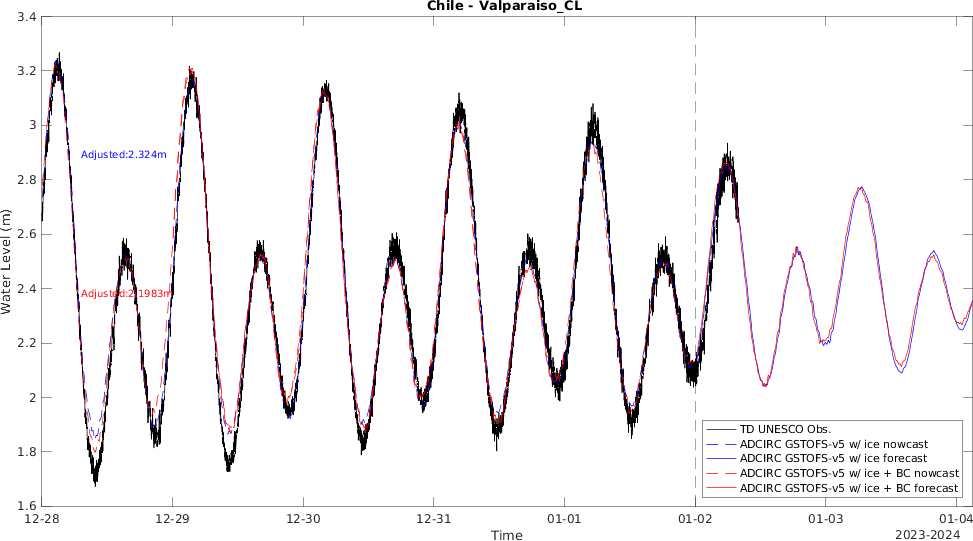 Chile - Valparaiso_CL
3.4
3.2
3
2.8
2.6
2.4
2.2
2
1.8
1.6
Water Level (m)
Adjusted:2.324m
Adjusted:2.1983m
TD UNESCO Obs.
ADCIRC GSTOFS-v5 w/ ice nowcast
ADCIRC GSTOFS-v5 w/ ice forecast
ADCIRC GSTOFS-v5 w/ ice + BC nowcast
ADCIRC GSTOFS-v5 w/ ice + BC forecast
12-28 12-29 12-30 12-31 01-01 01-02 01-03 01-04
Time
2023-2024